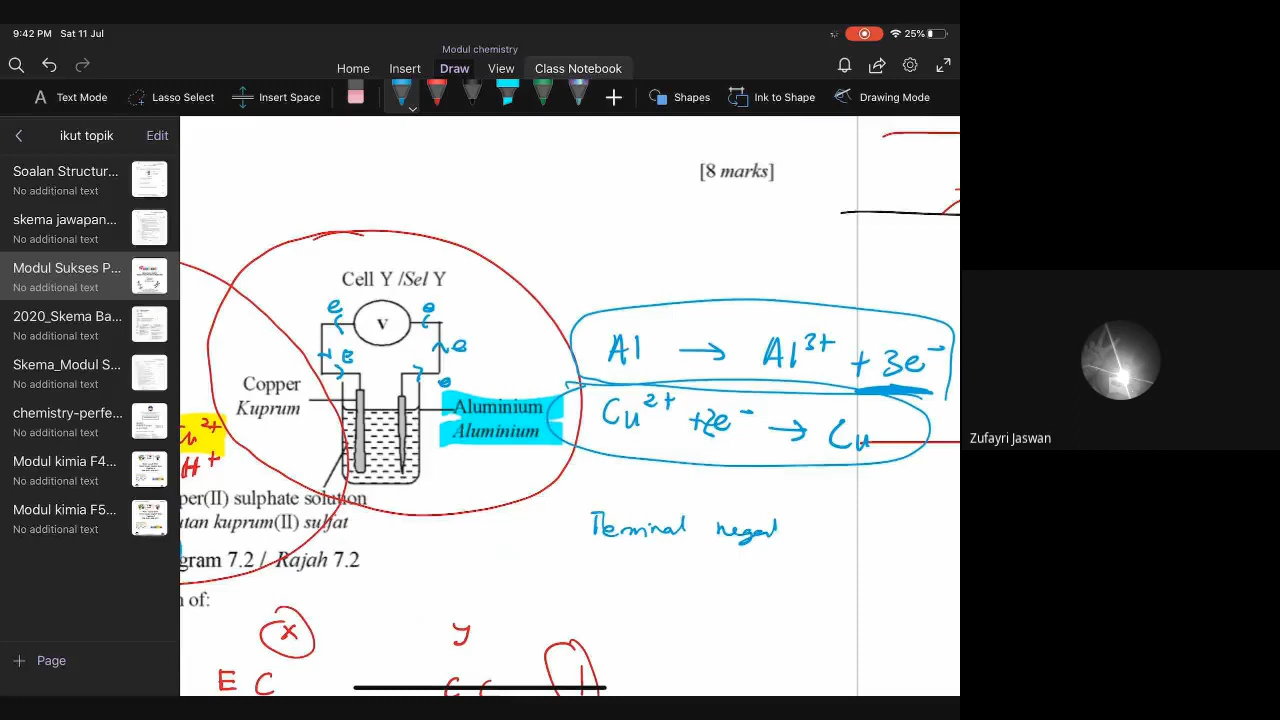 9:42 PM Sat 11 Jul
25%
Modul chemistry
Home Insert Draw View Class Notebook
Text Mode Lasso Select Insert Space Shapes Ink to Shape Drawing Mode
ikut topik Edit
Soalan Structur...
No additional text
skema jawapan...
No additional text
Modul Sukses P...
No additional text
2020_Skema Ba...
No additional text
Skema_Modul S...
No additional text
chemistry-perfe...
No additional text
Modul kimia F4...
No additional text
Modul kimia F5...
No additional text
Page
[8 marks]
Cell Y /Sel Y
e e
V
e
e
Copper
Kuprum
Aluminium
Aluminium
Al → Al³⁺ + 3e⁻
Cu²⁺ + 2e⁻ → Cu
u²⁺
H⁺
per(II) sulphate solution
utan kuprum(II) sulfat
Terminal negat
gram 7.2 / Rajah 7.2
n of:
X Y
E C
C C
Zufayri Jaswan